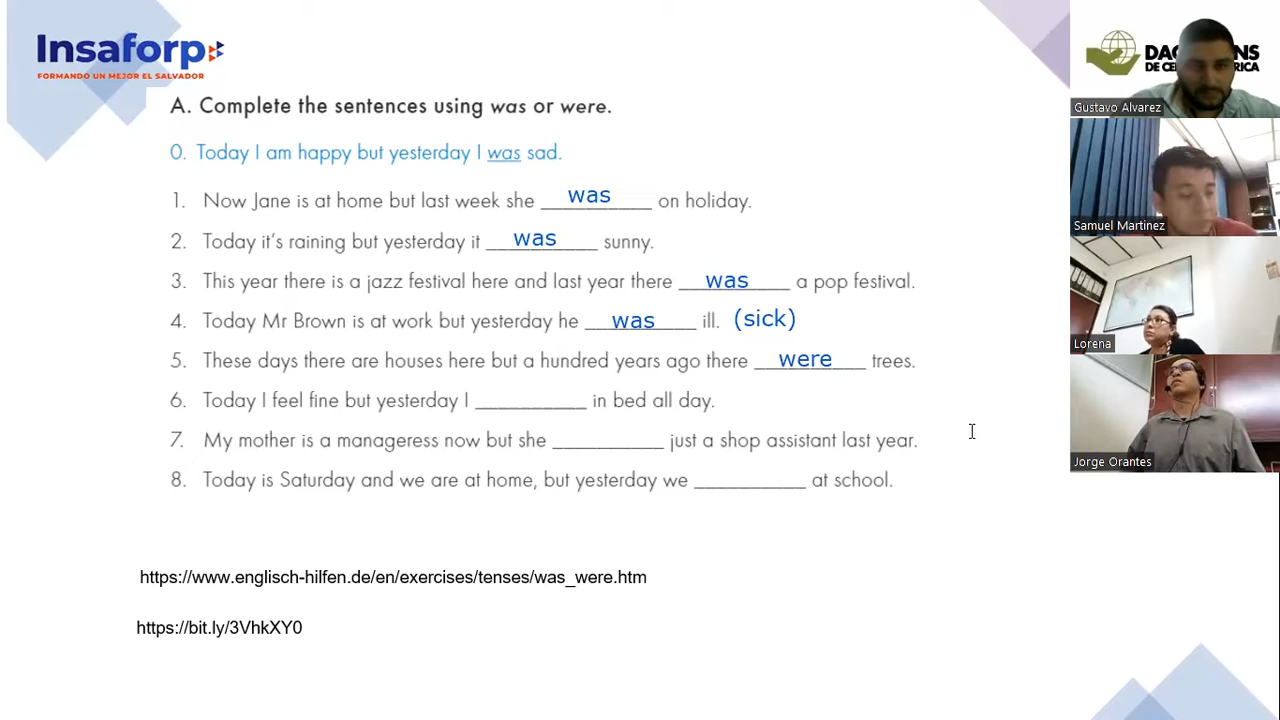 Insaforp
FORMANDO UN MEJOR EL SALVADOR
A. Complete the sentences using was or were.
0. Today I am happy but yesterday I was sad.
1. Now Jane is at home but last week she was on holiday.
2. Today it's raining but yesterday it was sunny.
3. This year there is a jazz festival here and last year there was a pop festival.
4. Today Mr Brown is at work but yesterday he was ill. (sick)
5. These days there are houses here but a hundred years ago there were trees.
6. Today I feel fine but yesterday I __________ in bed all day.
7. My mother is a manageress now but she __________ just a shop assistant last year.
8. Today is Saturday and we are at home, but yesterday we __________ at school.
https://www.englisch-hilfen.de/en/exercises/tenses/was_were.htm
https://bit.ly/3VhkXY0
Gustavo Alvarez
Samuel Martinez
Lorena
Jorge Orantes